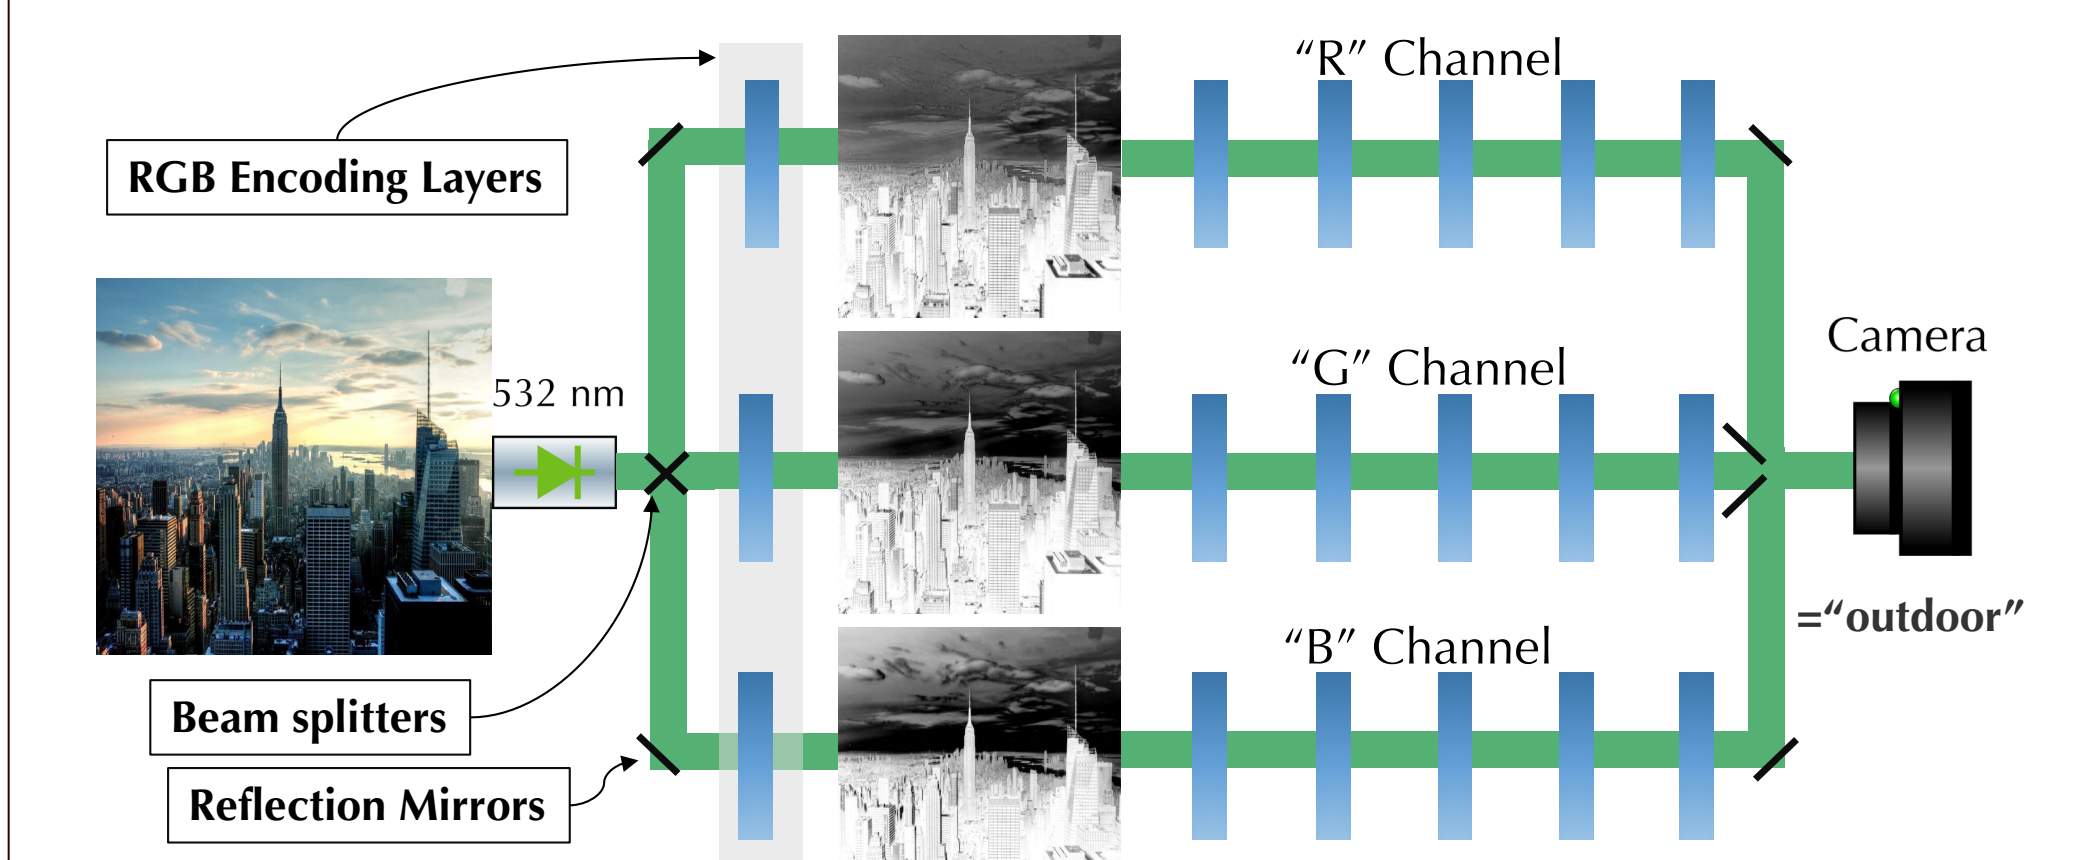 RGB Encoding Layers
“R” Channel
532 nm
“G” Channel
Camera
=“outdoor”
“B” Channel
Beam splitters
Reflection Mirrors